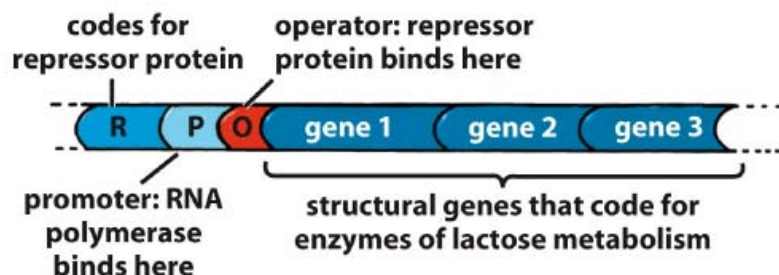 codes for
repressor protein
operator: repressor
protein binds here
R P O gene 1 gene 2 gene 3
promoter: RNA
polymerase
binds here
structural genes that code for
enzymes of lactose metabolism